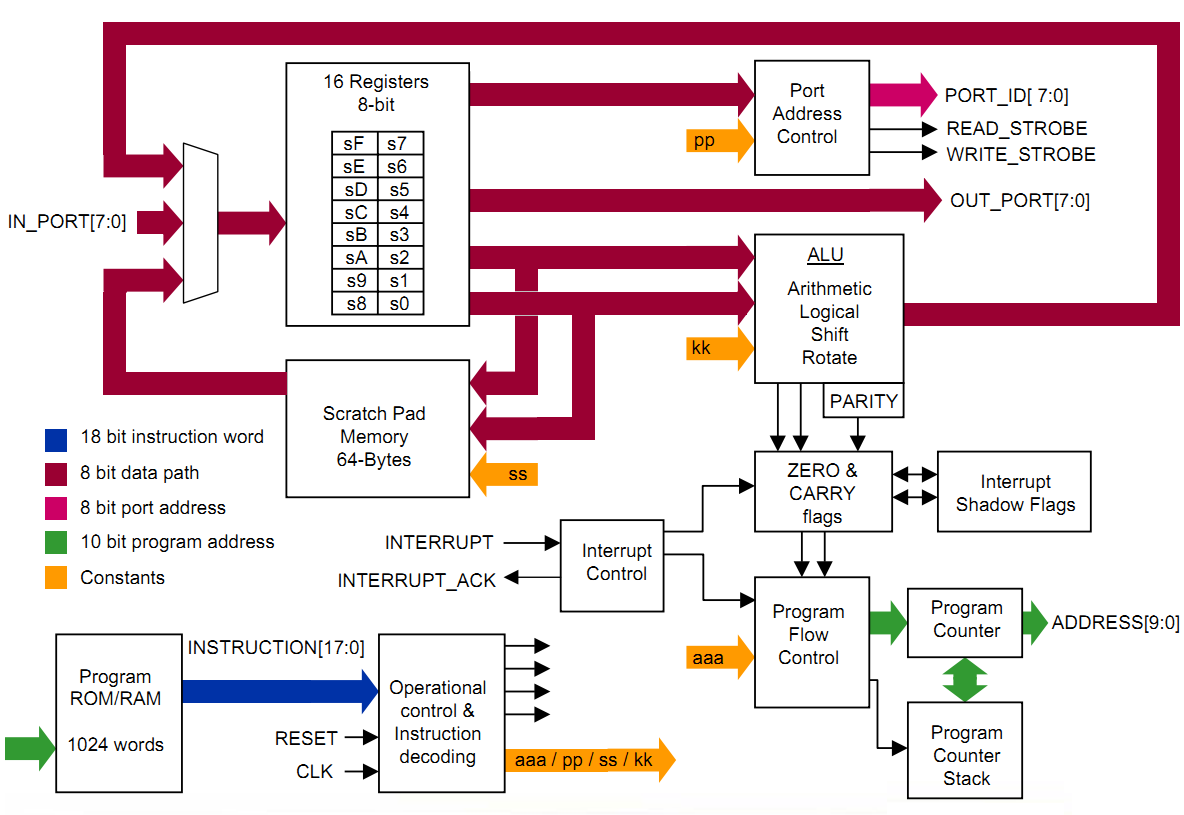 16 Registers
8-bit
sF s7
sE s6
sD s5
sC s4
sB s3
sA s2
s9 s1
s8 s0
IN_PORT[7:0]
Port
Address
Control
pp
PORT_ID[ 7:0]
READ_STROBE
WRITE_STROBE
OUT_PORT[7:0]
ALU
Arithmetic
Logical
Shift
Rotate
kk
PARITY
Scratch Pad
Memory
64-Bytes
ss
18 bit instruction word
8 bit data path
8 bit port address
10 bit program address
Constants
ZERO &
CARRY
flags
Interrupt
Shadow Flags
INTERRUPT
INTERRUPT_ACK
Interrupt
Control
Program
Flow
Control
aaa
Program
Counter
ADDRESS[9:0]
Program
Counter
Stack
Program
ROM/RAM
1024 words
INSTRUCTION[17:0]
RESET
CLK
Operational
control &
Instruction
decoding
aaa / pp / ss / kk